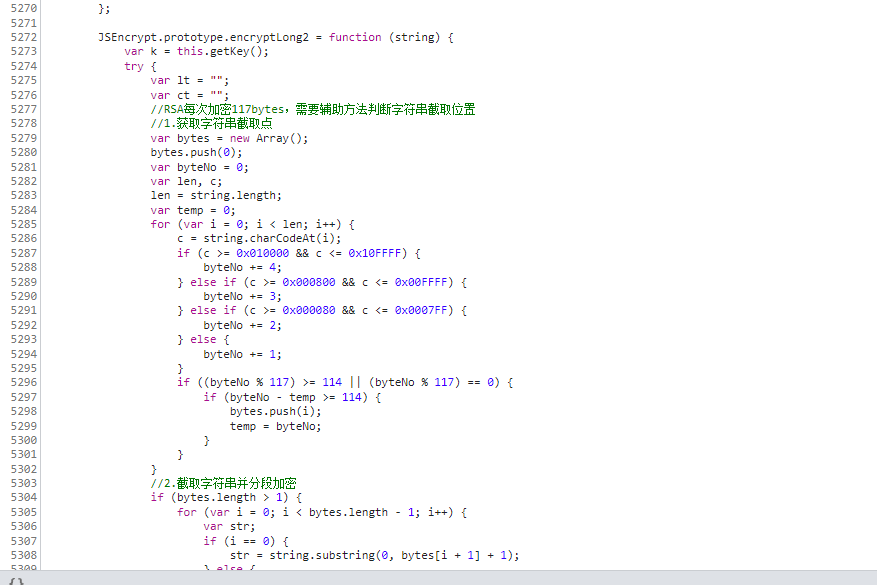 5270 };
5271
5272 JSEncrypt.prototype.encryptLong2 = function (string) {
5273 var k = this.getKey();
5274 try {
5275 var lt = "";
5276 var ct = "";
5277 //RSA每次加密117bytes，需要辅助方法判断字符串截取位置
5278 //1.获取字符串截取点
5279 var bytes = new Array();
5280 bytes.push(0);
5281 var byteNo = 0;
5282 var len, c;
5283 len = string.length;
5284 var temp = 0;
5285 for (var i = 0; i < len; i++) {
5286 c = string.charCodeAt(i);
5287 if (c >= 0x010000 && c <= 0x10FFFF) {
5288 byteNo += 4;
5289 } else if (c >= 0x000800 && c <= 0x00FFFF) {
5290 byteNo += 3;
5291 } else if (c >= 0x000080 && c <= 0x0007FF) {
5292 byteNo += 2;
5293 } else {
5294 byteNo += 1;
5295 }
5296 if ((byteNo % 117) >= 114 || (byteNo % 117) == 0) {
5297 if (byteNo - temp >= 114) {
5298 bytes.push(i);
5299 temp = byteNo;
5300 }
5301 }
5302 }
5303 //2.截取字符串并分段加密
5304 if (bytes.length > 1) {
5305 for (var i = 0; i < bytes.length - 1; i++) {
5306 var str;
5307 if (i == 0) {
5308 str = string.substring(0, bytes[i + 1] + 1);
5309 } else {
{}